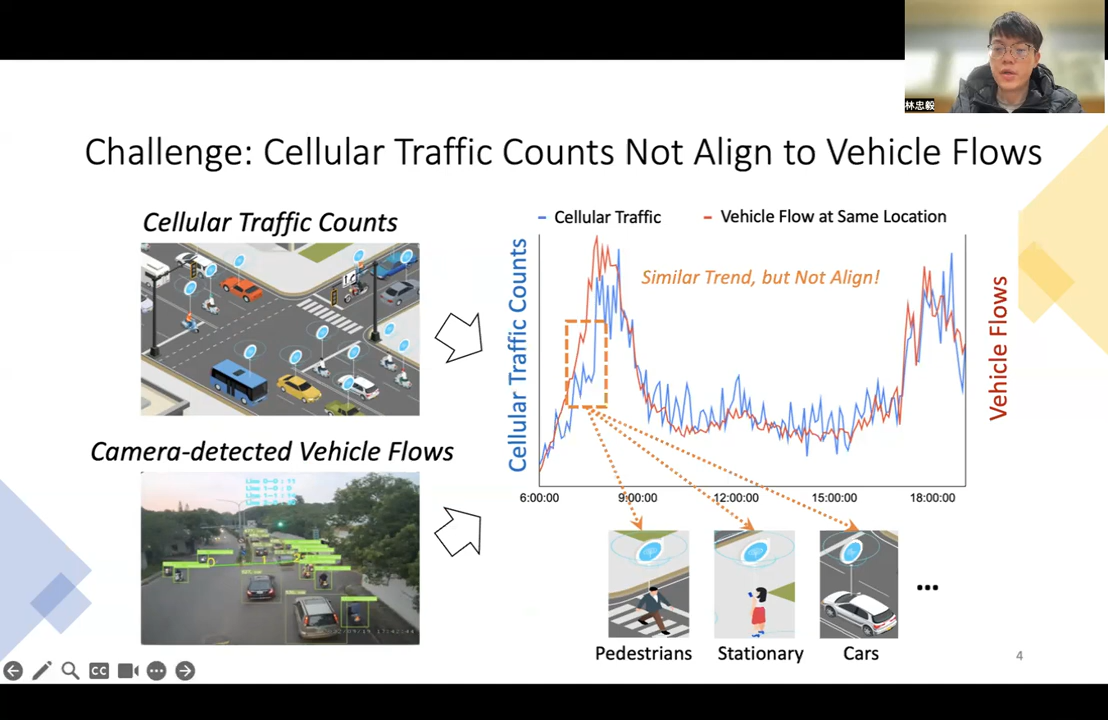 林忠毅
Challenge: Cellular Traffic Counts Not Align to Vehicle Flows
Cellular Traffic Counts
Camera-detected Vehicle Flows
Cellular Traffic
Vehicle Flow at Same Location
Similar Trend, but Not Align!
Cellular Traffic Counts
Vehicle Flows
6:00:00
9:00:00
12:00:00
15:00:00
18:00:00
...
Pedestrians
Stationary
Cars
4
CC